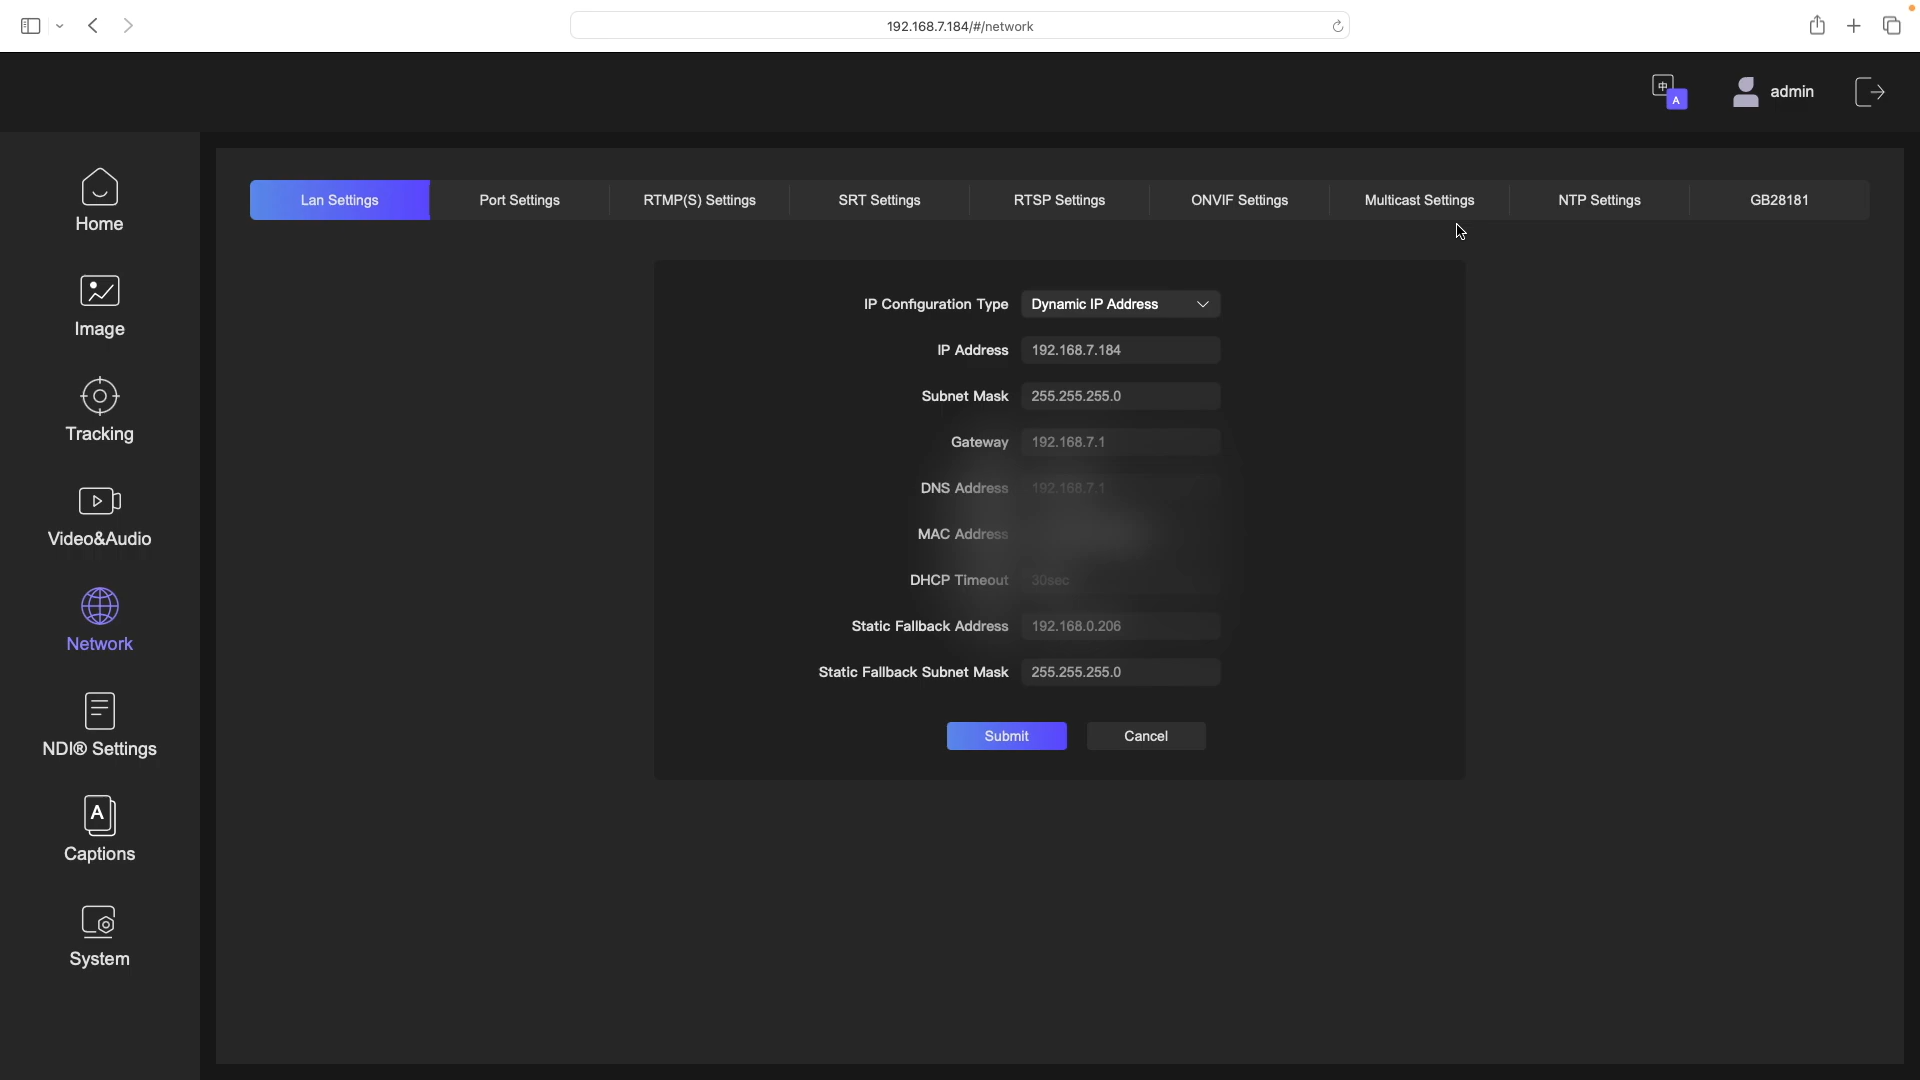 192.168.7.184/#/network
中
A
admin
Home
Image
Tracking
Video&Audio
Network
NDI® Settings
A
Captions
System
Lan Settings
Port Settings
RTMP(S) Settings
SRT Settings
RTSP Settings
ONVIF Settings
Multicast Settings
NTP Settings
GB28181
IP Configuration Type Dynamic IP Address
IP Address 192.168.7.184
Subnet Mask 255.255.255.0
Gateway 192.168.7.1
DNS Address 192.168.7.1
MAC Address
DHCP Timeout 30sec
Static Fallback Address 192.168.0.206
Static Fallback Subnet Mask 255.255.255.0
Submit Cancel